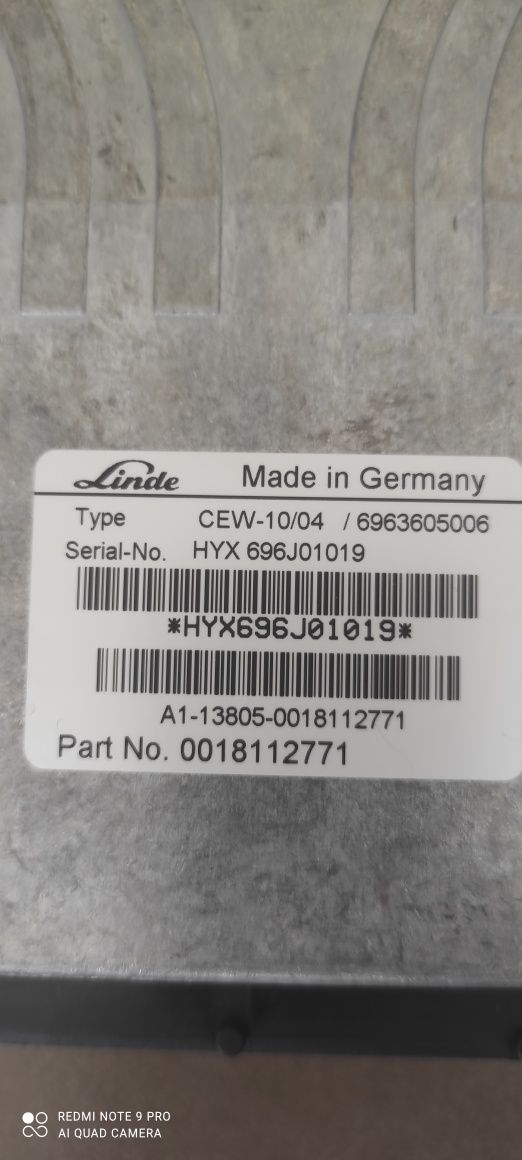 Linde Made in Germany
Type CEW-10/04 / 6963605006
Serial-No. HYX 696J01019
*HYX696J01019*
A1-13805-0018112771
Part No. 0018112771
REDMI NOTE 9 PRO
AI QUAD CAMERA